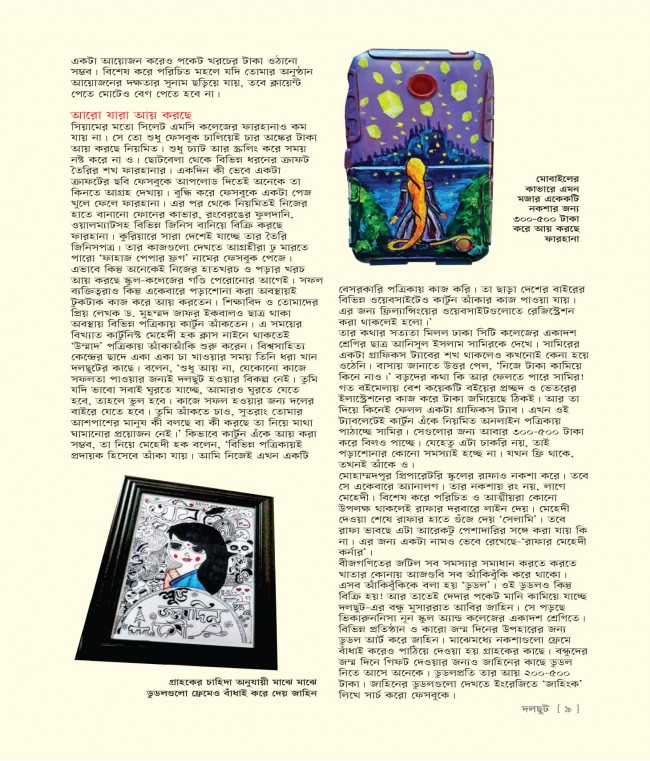 একটা আয়োজন করেও পকেট খরচের টাকা ওঠানো
সম্ভব। বিশেষ করে পরিচিত মহলে যদি তোমার অনুষ্ঠান
আয়োজনের দক্ষতার সুনাম ছড়িয়ে যায়, তবে ক্লায়েন্ট
পেতে মোটেও বেগ পেতে হবে না।
আরো যারা আয় করছে
সিয়ামের মতো সিলেট এমসি কলেজের ফারহানাও কম
যায় না। সে তো শুধু ফেসবুক চালিয়েই চার অঙ্কের টাকা
আয় করছে নিয়মিত। শুধু চ্যাট আর স্ক্রলিং করে সময়
নষ্ট করে না ও। ছোটবেলা থেকে বিভিন্ন ধরনের ক্রাফট
তৈরির শখ ফারহানার। একদিন কী ভেবে একটা
ক্রাফটের ছবি ফেসবুকে আপলোড দিতেই অনেকে তা
কিনতে আগ্রহ দেখায়। বুদ্ধি করে ফেসবুকে একটা পেজ
খুলে ফেলে ফারহানা। এর পর থেকে নিয়মিতই নিজের
হাতে বানানো ফোনের কাভার, রংবেরঙের ফুলদানি,
ওয়ালম্যাটসহ বিভিন্ন জিনিস বানিয়ে বিক্রি করছে
ফারহানা। কুরিয়ারে সারা দেশেই যাচ্ছে তার তৈরি
জিনিসপত্র। তার কাজগুলো দেখতে আগ্রহীরা ঢু মারতে
পারো ‘ফাহাজ পেপার ফ্রগ’ নামের ফেসবুক পেজে।
এভাবে কিন্তু অনেকেই নিজের হাতখরচ ও পড়ার খরচ
আয় করছে স্কুল-কলেজের গণ্ডি পেরোনোর আগেই। সফল
ব্যক্তিত্বরাও কিন্তু একেবারে পড়াশোনা করা অবস্থায়ই
টুকটাক কাজ করে আয় করতেন। শিক্ষাবিদ ও তোমাদের
প্রিয় লেখক ড. মুহম্মদ জাফর ইকবালও ছাত্র থাকা
অবস্থায় বিভিন্ন পত্রিকায় কার্টুন আঁকতেন। এ সময়ের
বিখ্যাত কার্টুনিস্ট মেহেদী হক ক্লাস নাইনে থাকতেই
‘উন্মাদ’ পত্রিকায় আঁকাআঁকি শুরু করেন। বিশ্বসাহিত্য
কেন্দ্রের ছাদে একা একা চা খাওয়ার সময় তিনি ধরা খান
দলছুটের কাছে। বলেন, ‘শুধু আয় না, যেকোনো কাজে
সফলতা পাওয়ার জন্যই দলছুট হওয়ার বিকল্প নেই। তুমি
যদি ভাবো সবাই ঘুরতে যাচ্ছে, আমারও ঘুরতে যেতে
হবে, তাহলে ভুল হবে। কাজে সফল হওয়ার জন্য দলের
বাইরে যেতে হবে। তুমি আঁকতে চাও, সুতরাং তোমার
আশপাশের মানুষ কী বলছে বা কী করছে তা নিয়ে মাথা
ঘামানোর প্রয়োজন নেই।’ কিভাবে কার্টুন এঁকে আয় করা
সম্ভব, তা নিয়ে মেহেদী হক বলেন, ‘বিভিন্ন পত্রিকায়ই
প্রদায়ক হিসেবে আঁকা যায়। আমি নিজেই এখন একটি
শুভ
জন্মদিন
গ্রাহকের চাহিদা অনুযায়ী মাঝে মাঝে
ডুডলগুলো ফ্রেমেও বাঁধাই করে দেয় জাহিন
মোবাইলের
কাভারে এমন
মজার একেকটি
নকশার জন্য
৩০০-৫০০ টাকা
করে আয় করছে
ফারহানা
বেসরকারি পত্রিকায় কাজ করি। তা ছাড়া দেশের বাইরের
বিভিন্ন ওয়েবসাইটেও কার্টুন আঁকার কাজ পাওয়া যায়।
এর জন্য ফ্রিল্যান্সিংয়ের ওয়েবসাইটগুলোতে রেজিস্ট্রেশন
করা থাকলেই হলো।’
তার কথার সত্যতা মিলল ঢাকা সিটি কলেজের একাদশ
শ্রেণির ছাত্র আনিসুল ইসলাম সামিরকে দেখে। সামিরের
একটা গ্রাফিকস ট্যাবের শখ থাকলেও কখনোই কেনা হয়ে
ওঠেনি। বাসায় জানাতে উত্তর পেল, ‘নিজে টাকা কামিয়ে
কিনে নাও।’ বড়দের কথা কি আর ফেলতে পারে সামির!
গত বইমেলায় বেশ কয়েকটি বইয়ের প্রচ্ছদ ও ভেতরের
ইলাস্ট্রেশনের কাজ করে টাকা জমিয়েছে ঠিকই। আর তা
দিয়ে কিনেই ফেলল একটা গ্রাফিকস ট্যাব। এখন ওই
ট্যাবলেটেই কার্টুন এঁকে নিয়মিত অনলাইন পত্রিকায়
পাঠাচ্ছে সামির। সেগুলোর জন্য আবার ৩০০-৫০০ টাকা
করে বিলও পাচ্ছে। যেহেতু এটা চাকরি নয়, তাই
পড়াশোনার কোনো সমস্যাই হচ্ছে না। যখন ফ্রি থাকে,
তখনই আঁকে ও।
মোহাম্মদপুর প্রিপারেটরি স্কুলের রাফাও নকশা করে। তবে
সে একেবারে অ্যানালগ। তার নকশায় রং নয়, লাগে
মেহেদী। বিশেষ করে পরিচিত ও আত্মীয়রা কোনো
উপলক্ষ থাকলেই রাফার দরবারে লাইন দেয়। মেহেদী
দেওয়া শেষে রাফার হাতে গুঁজে দেয় ‘সেলামি’। তবে
রাফা ভাবছে এটা আরেকটু পেশাদারির সঙ্গে করা যায় কি
না। এর জন্য একটা নামও ভেবে রেখেছে-‘রাফার মেহেদী
কর্নার’।
বীজগণিতের জটিল সব সমস্যার সমাধান করতে করতে
খাতার কোনায় আজগুবি সব আঁকিবুঁকি করে থাকো।
এসব আঁকিবুঁকিকে বলা হয় ‘ডুডল’। ওই ডুডলও কিন্তু
বিক্রি হয়! আর তাতেই দেদার পকেট মানি কামিয়ে যাচ্ছে
দলছুট-এর বন্ধু মুসাররাত আবির জাহিন। সে পড়ছে
ভিকারুননিসা নূন স্কুল অ্যান্ড কলেজের একাদশ শ্রেণিতে।
বিভিন্ন প্রতিষ্ঠান ও কারো জন্ম দিনের উপহারের জন্য
ডুডল আর্ট করে জাহিন। মাঝেমধ্যে নকশাগুলো ফ্রেমে
বাঁধাই করেও পাঠিয়ে দেওয়া হয় গ্রাহকের কাছে। বন্ধুদের
জন্ম দিনে গিফট দেওয়ার জন্যও জাহিনের কাছে ডুডল
নিতে আসে অনেকে। ডুডলপ্রতি তার আয় ২০০-৫০০
টাকা। জাহিনের ডুডলগুলো দেখতে ইংরেজিতে ‘জাহিংক’
লিখে সার্চ করো ফেসবুকে।
দলছুট [ ৯ ]